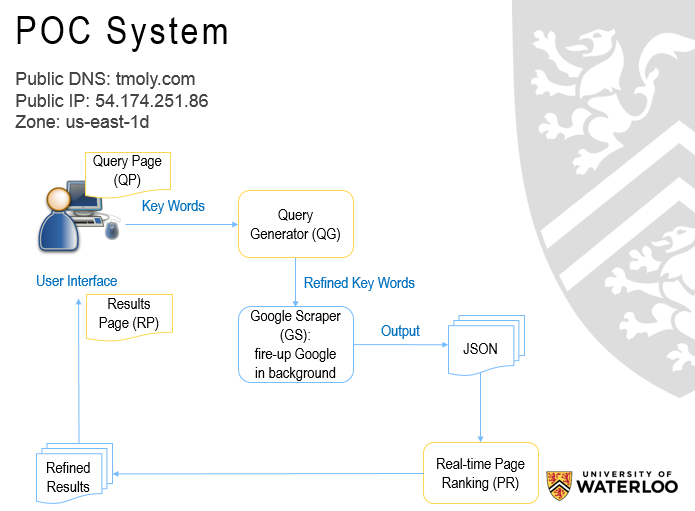 POC System
Public DNS: tmoly.com
Public IP: 54.174.251.86
Zone: us-east-1d
Query Page
(QP)
Key Words
Query
Generator (QG)
User Interface
Refined Key Words
Results
Page (RP)
Google Scraper
(GS):
fire-up Google
in background
Output
JSON
Refined
Results
Real-time Page
Ranking (PR)
UNIVERSITY OF
WATERLOO